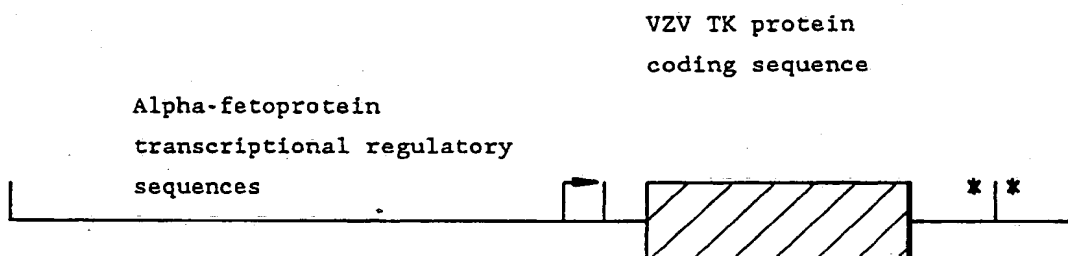 VZV TK protein
coding sequence
Alpha-fetoprotein
transcriptional regulatory
sequences
* *